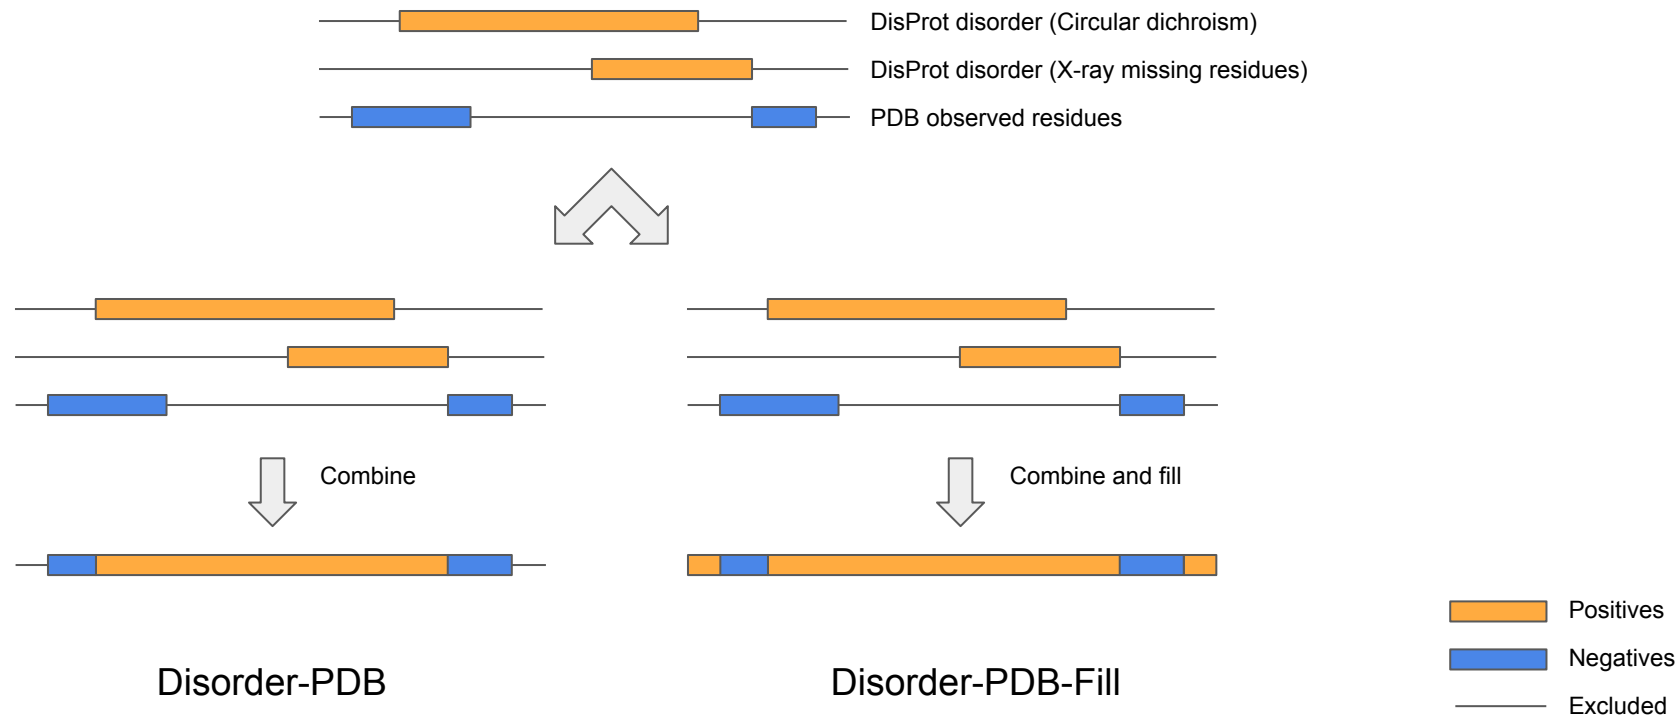 DisProt disorder (Circular dichroism)
DisProt disorder (X-ray missing residues)
PDB observed residues
Combine
Combine and fill
Disorder-PDB
Disorder-PDB-Fill
Positives
Negatives
Excluded